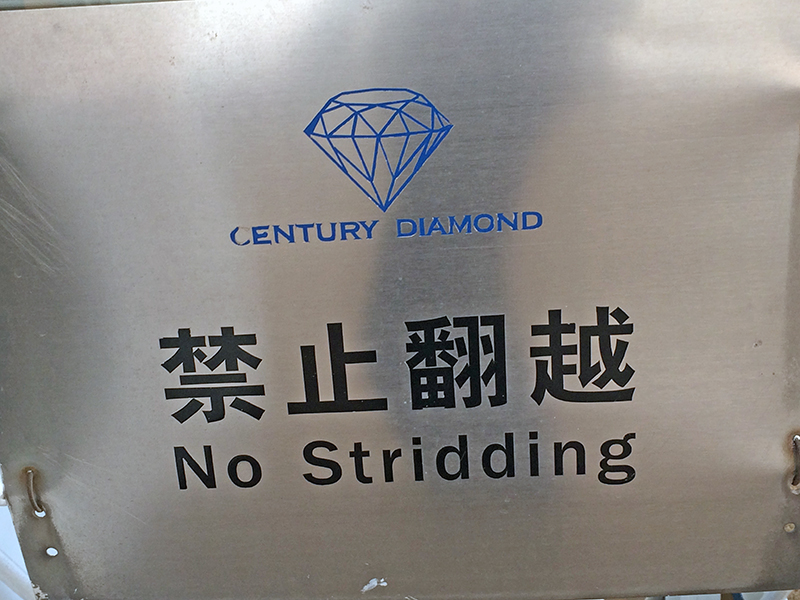 CENTURY DIAMOND
禁止翻越
No Stridding